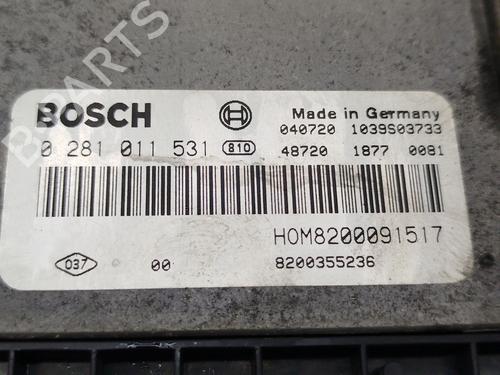 B-PARTS
BOSCH
Made in Germany
040720 1039S03733
0 281 011 531 810 48720 1877 0081
HOM8200091517
037 00 8200355236